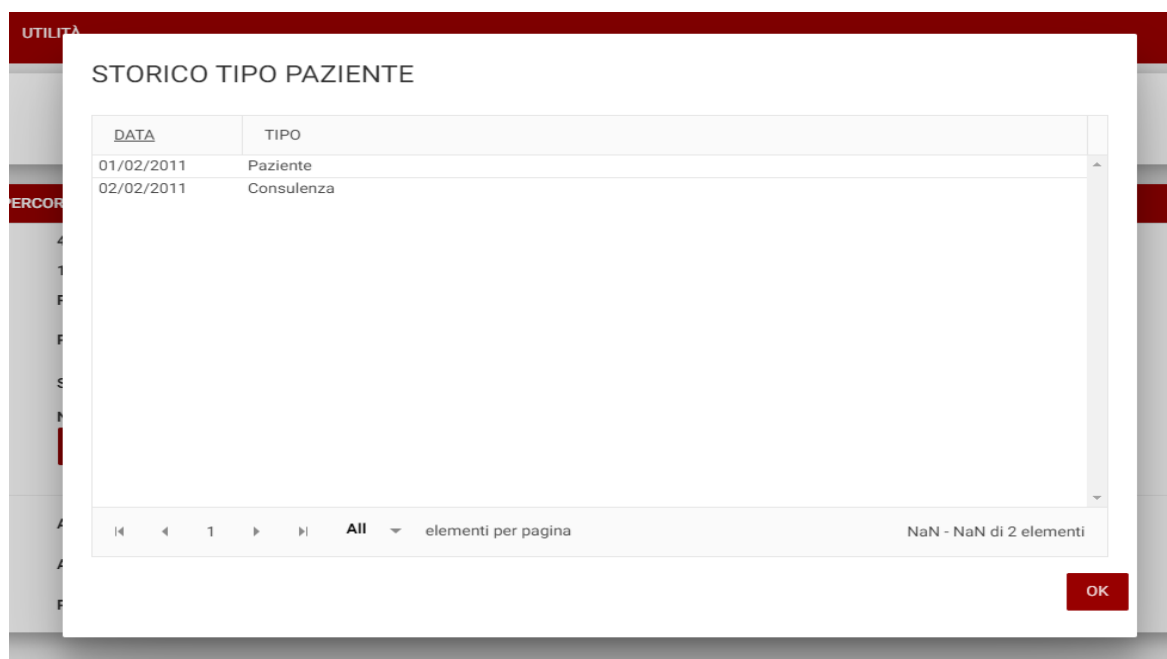 UTILITÀ
STORICO TIPO PAZIENTE
DATA TIPO
01/02/2011 Paziente
02/02/2011 Consulenza
PERCOR
1 All elementi per pagina NaN - NaN di 2 elementi
OK